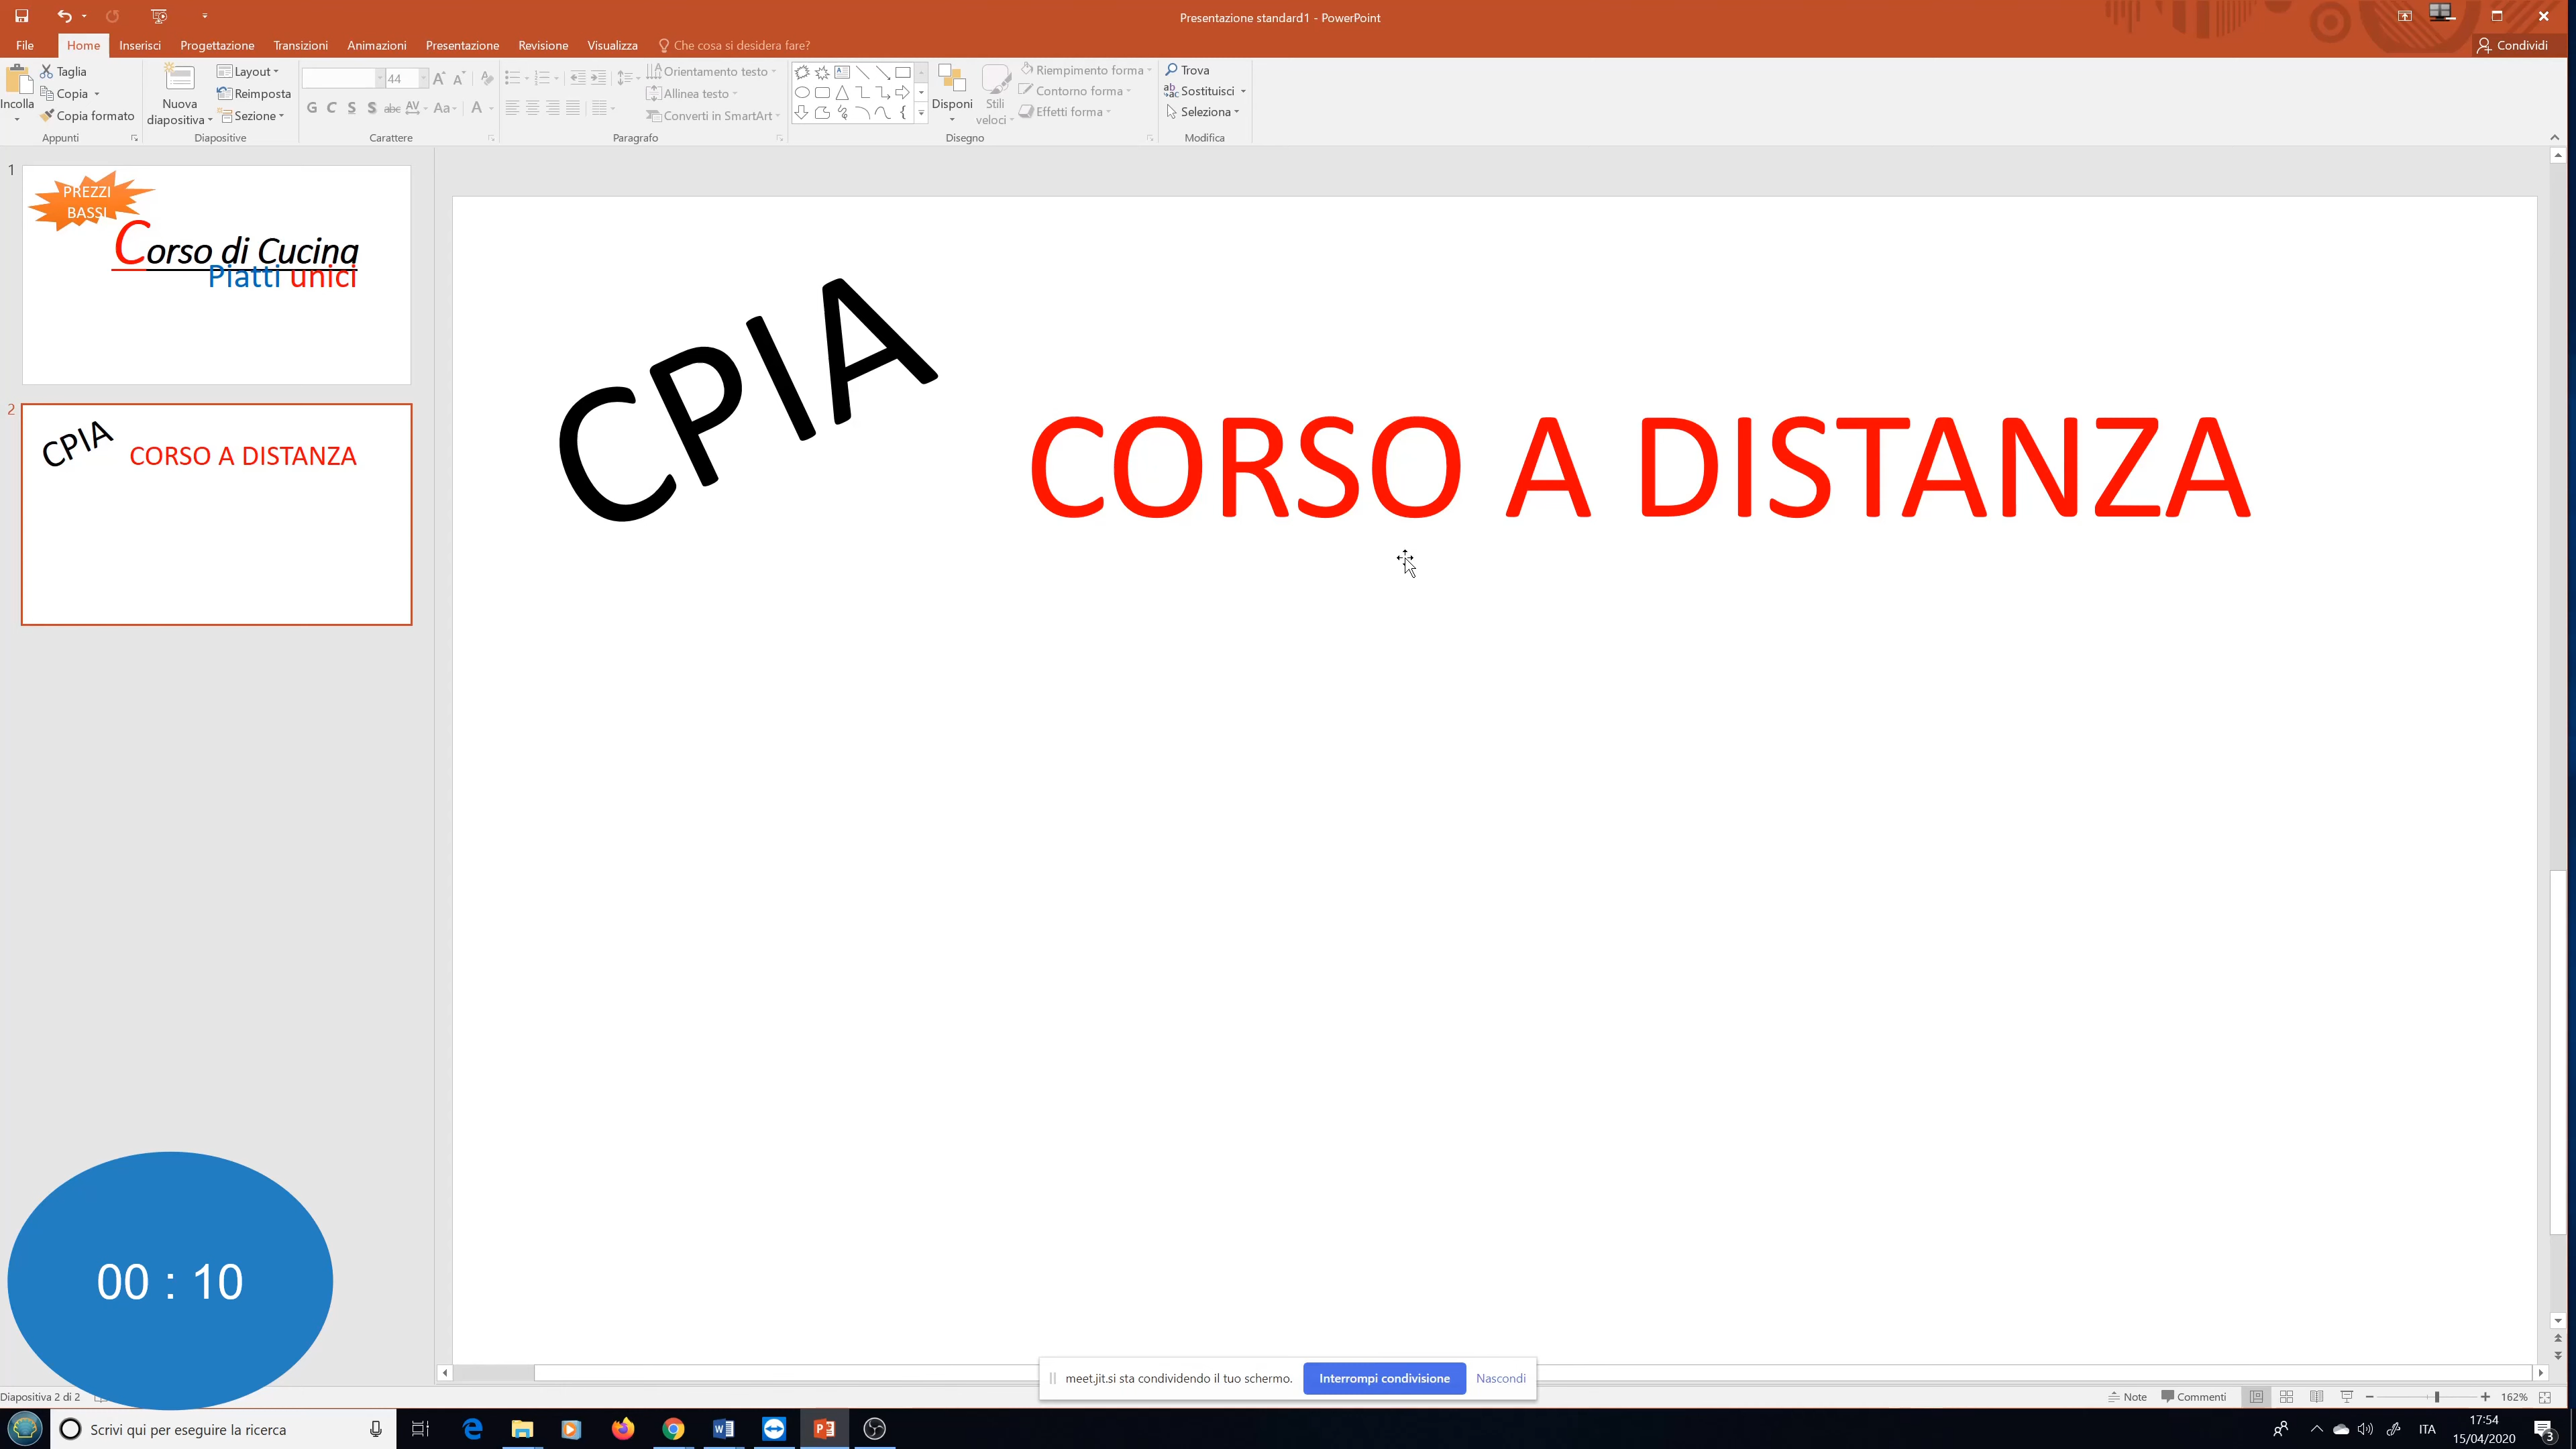 Presentazione standard1 - PowerPoint
File Home Inserisci Progettazione Transizioni Animazioni Presentazione Revisione Visualizza Che cosa si desidera fare? Condividi
Incolla
Taglia
Copia
Copia formato
Appunti
Nuova diapositiva
Layout
Reimposta
Sezione
Diapositive
44
G C S S abc AV Aa A
Carattere
Orientamento testo
Allinea testo
Converti in SmartArt
Paragrafo
Disponi
Stili veloci
Riempimento forma
Contorno forma
Effetti forma
Disegno
Trova
Sostituisci
Seleziona
Modifica
1
PREZZI
BASSI
Corso di Cucina
Piatti unici
2
CPIA
CORSO A DISTANZA
CPIA
CORSO A DISTANZA
00 : 10
meet.jit.si sta condividendo il tuo schermo. Interrompi condivisione Nascondi
Diapositiva 2 di 2
Note Commenti 162%
Scrivi qui per eseguire la ricerca
ITA
17:54
15/04/2020
3